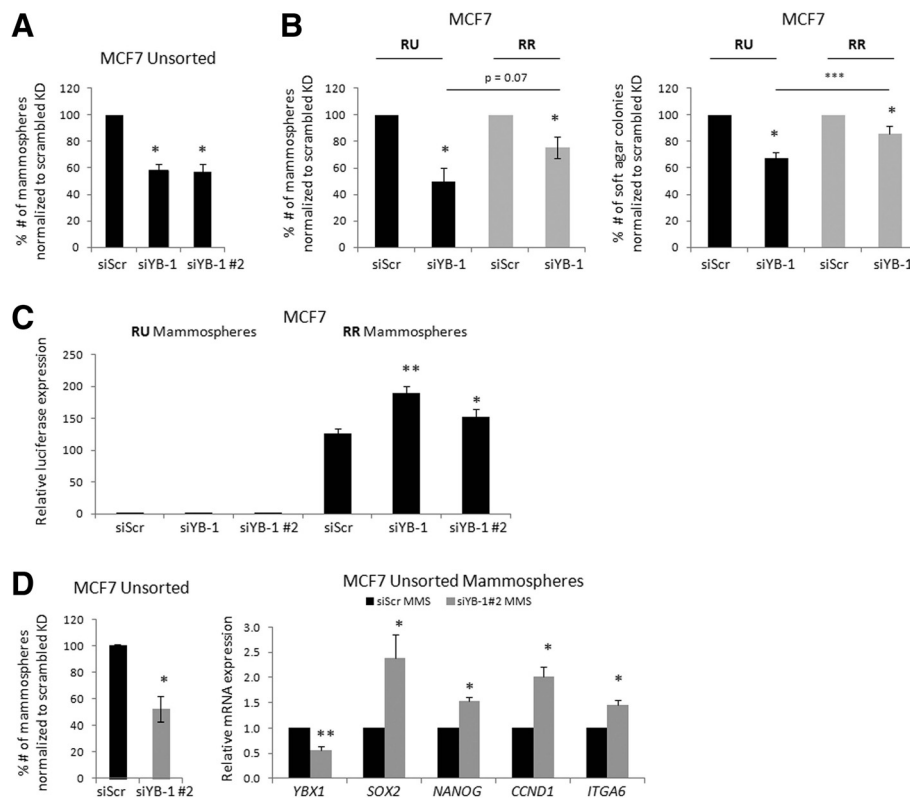 A
MCF7 Unsorted
% # of mammospheres
normalized to scrambled KD
120
100
80
60
40
20
0
*
*
siScr
siYB-1
siYB-1 #2
B
MCF7
RU
RR
p = 0.07
% # of mammospheres
normalized to scrambled KD
120
100
80
60
40
20
0
*
*
siScr
siYB-1
siScr
siYB-1
MCF7
RU
RR
***
% # of soft agar colonies
normalized to scrambled KD
120
100
80
60
40
20
0
*
*
siScr
siYB-1
siScr
siYB-1
C
MCF7
RU Mammospheres
RR Mammospheres
Relative luciferase expression
250
200
150
100
50
0
**
*
siScr
siYB-1
siYB-1 #2
siScr
siYB-1
siYB-1 #2
D
MCF7 Unsorted
% # of mammospheres
normalized to scrambled KD
120
100
80
60
40
20
0
*
siScr
siYB-1 #2
MCF7 Unsorted Mammospheres
siScr MMS
siYB-1#2 MMS
Relative mRNA expression
3.0
2.5
2.0
1.5
1.0
0.5
0.0
**
*
*
*
*
YBX1
SOX2
NANOG
CCND1
ITGA6